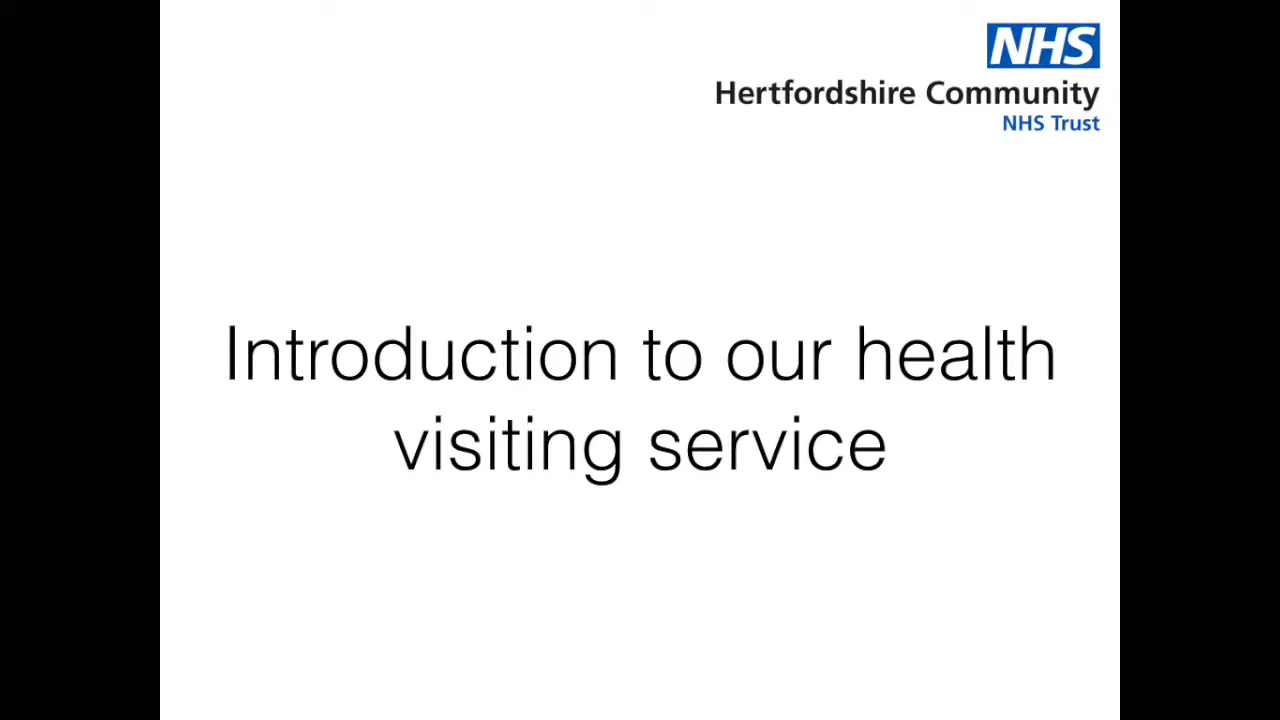 NHS
Hertfordshire Community
NHS Trust
Introduction to our health
visiting service